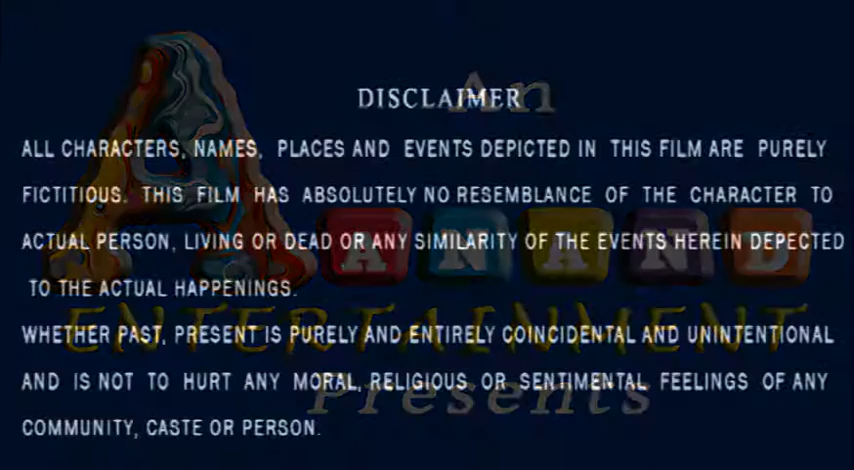 An
DISCLAIMER
ALL CHARACTERS, NAMES, PLACES AND EVENTS DEPICTED IN THIS FILM ARE PURELY
FICTITIOUS. THIS FILM HAS ABSOLUTELY NO RESEMBLANCE OF THE CHARACTER TO
A ANAND
ACTUAL PERSON, LIVING OR DEAD OR ANY SIMILARITY OF THE EVENTS HEREIN DEPECTED
TO THE ACTUAL HAPPENINGS.
ENTERTAINMENT
WHETHER PAST, PRESENT IS PURELY AND ENTIRELY COINCIDENTAL AND UNINTENTIONAL
AND IS NOT TO HURT ANY MORAL, RELIGIOUS OR SENTIMENTAL FEELINGS OF ANY
Presents
COMMUNITY, CASTE OR PERSON.